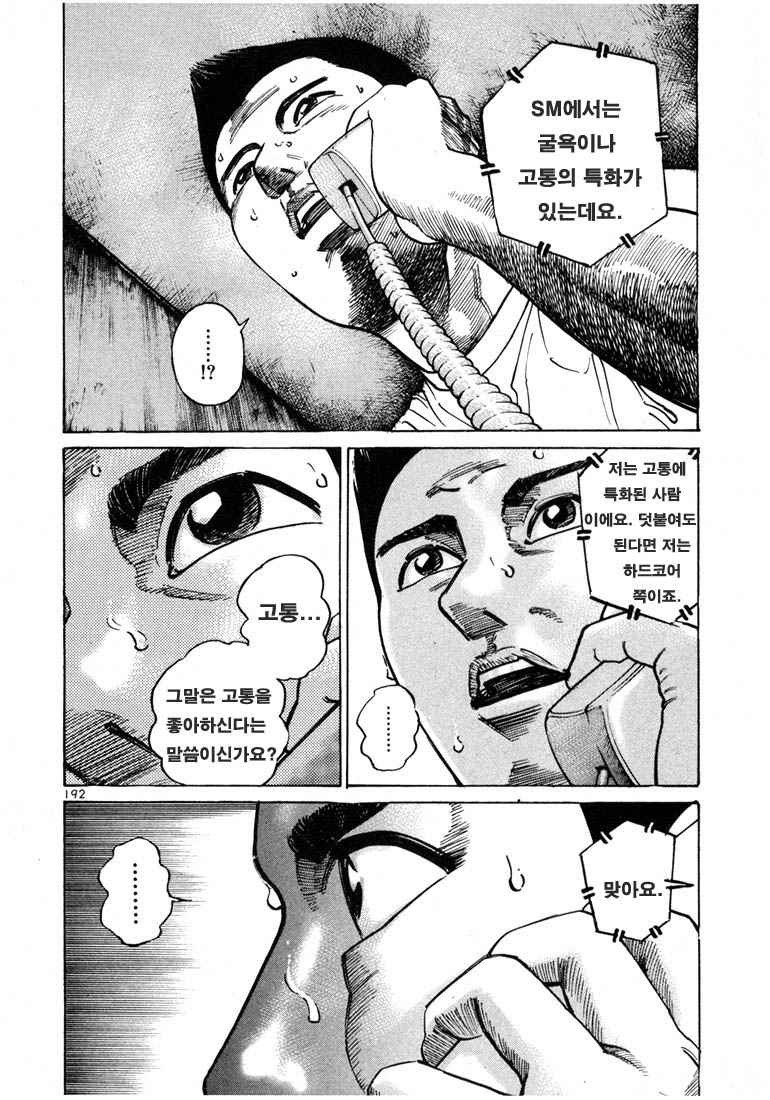 SM에서는
굴욕이나
고통의 특화가
있는데요.
………
!?
저는 고통에
특화된 사람
이에요. 덧붙여도
된다면 저는
하드코어
쪽이죠.
………
고통...
그말은 고통을
좋아하신다는
말씀이신가요?
192
맞아요.
………